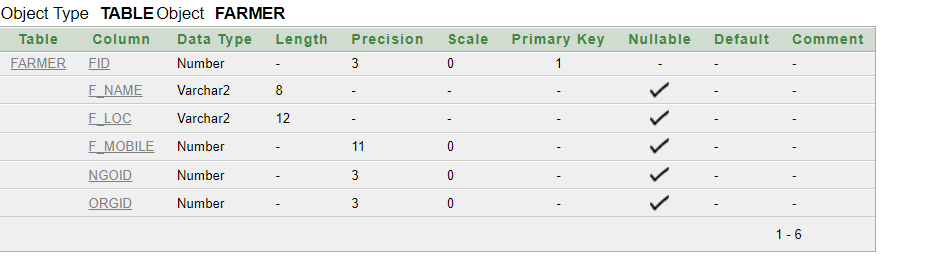 Object Type TABLE Object FARMER
Table Column Data Type Length Precision Scale Primary Key Nullable Default Comment
FARMER FID Number - 3 0 1 - - -
F_NAME Varchar2 8 - - - - -
F_LOC Varchar2 12 - - - - -
F_MOBILE Number - 11 0 - - -
NGOID Number - 3 0 - - -
ORGID Number - 3 0 - - -
1 - 6